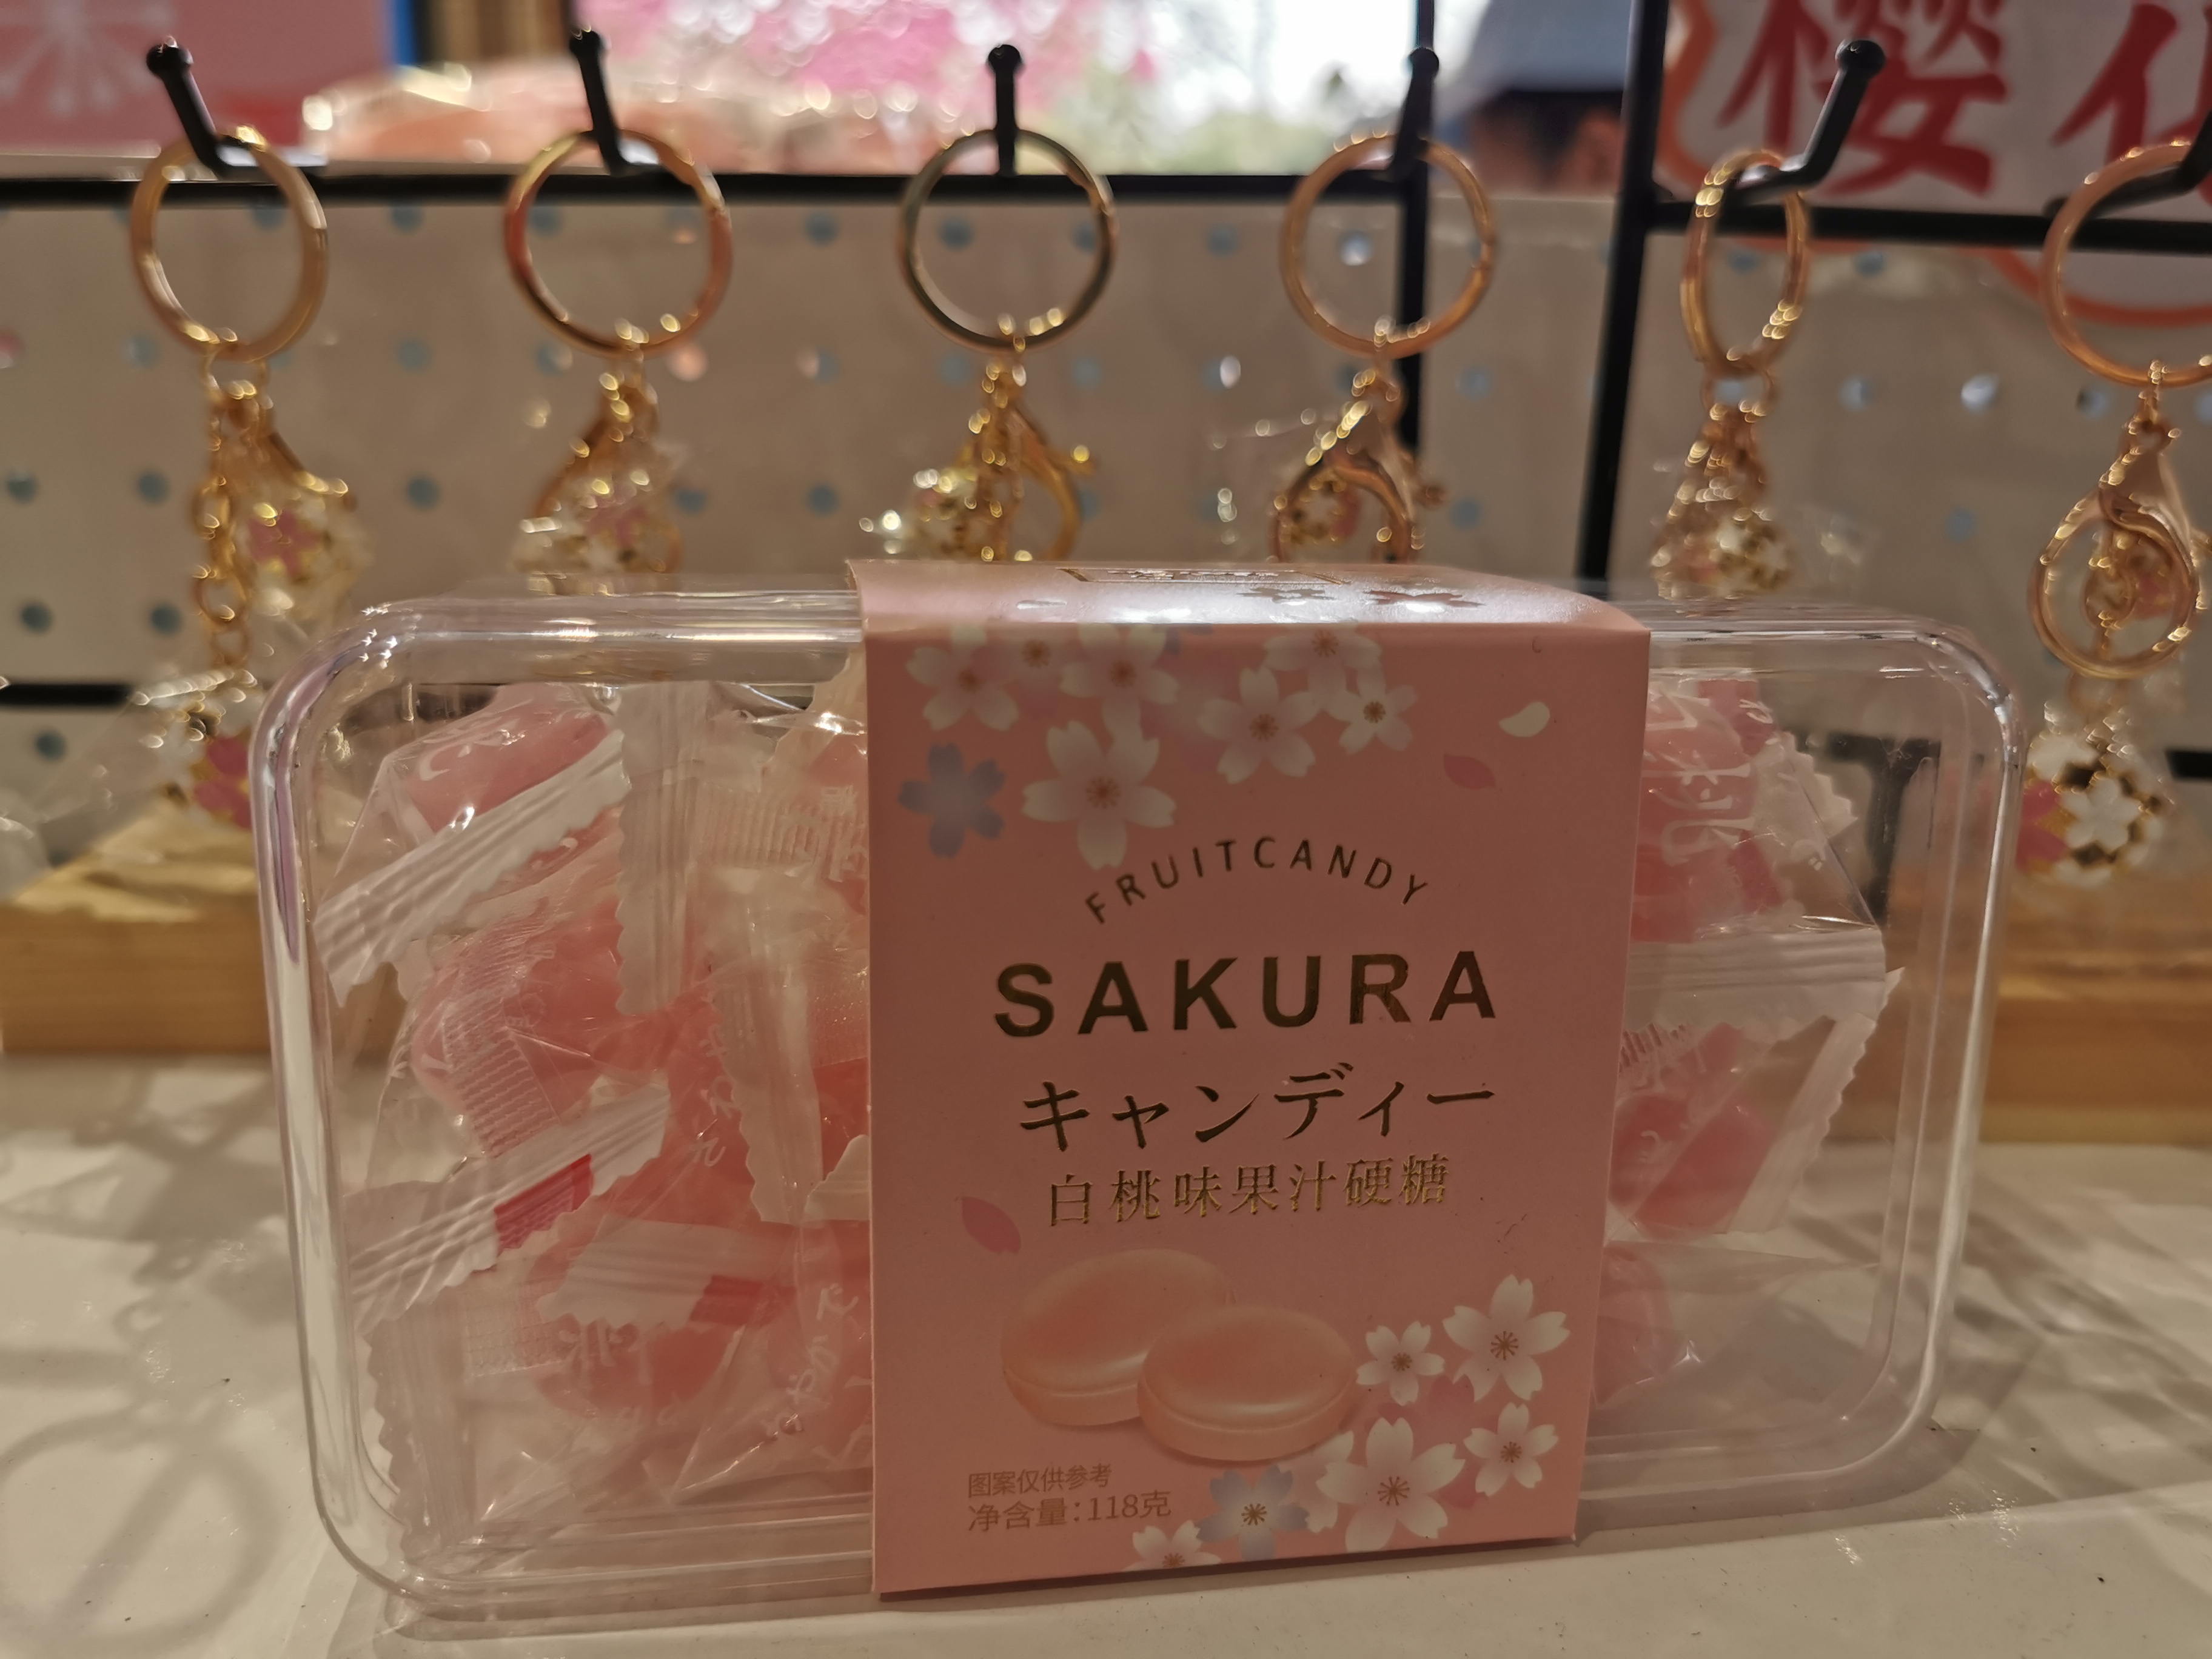 櫻
FRUITCANDY
SAKURA
キャンディー
白桃味果汁硬糖
图案仅供参考
净含量：118克